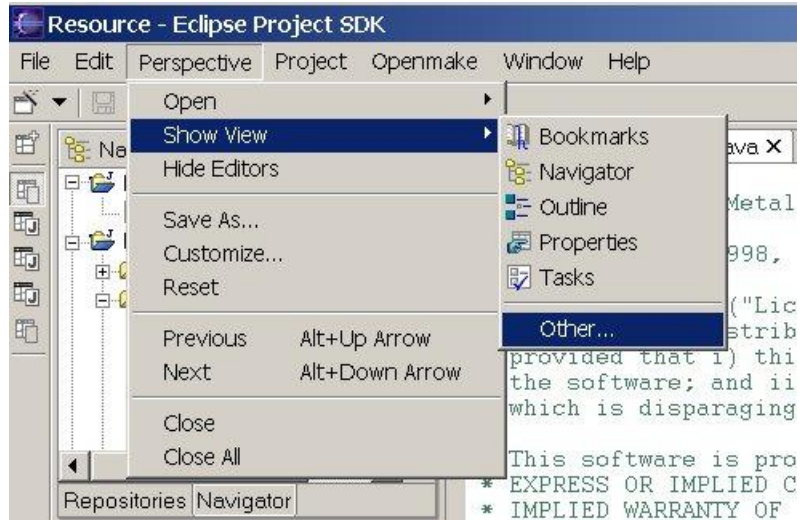 Resource - Eclipse Project SDK
File Edit Perspective Project Openmake Window Help
Open
Show View
Hide Editors
Save As...
Customize...
Reset
Previous Alt+Up Arrow
Next Alt+Down Arrow
Close
Close All
Bookmarks
Navigator
Outline
Properties
Tasks
Other...
Na
ava X
Metal
998,
("Lic
strib
provided that i) thi
the software; and ii
which is disparaging
This software is pro
* EXPRESS OR IMPLIED C
* IMPLIED WARRANTY OF
Repositories Navigator